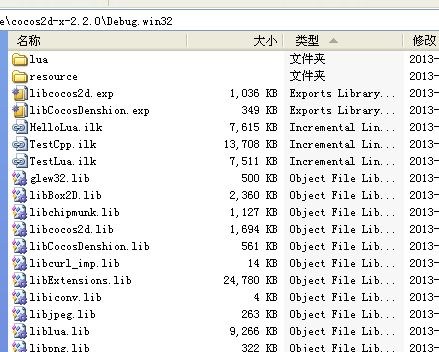 e\cocos2d-x-2.2.0\Debug.win32
名称 大小 类型 修改
lua 文件夹 2013-
resource 文件夹 2013-
libcocos2d.exp 1,036 KB Exports Library... 2013-
libCocosDenshion.exp 349 KB Exports Library... 2013-
HelloLua.ilk 7,615 KB Incremental Lin... 2013-
TestCpp.ilk 13,708 KB Incremental Lin... 2013-
TestLua.ilk 7,511 KB Incremental Lin... 2013-
glew32.lib 500 KB Object File Lib... 2013-
libBox2D.lib 2,360 KB Object File Lib... 2013-
libchipmunk.lib 1,127 KB Object File Lib... 2013-
libcocos2d.lib 1,694 KB Object File Lib... 2013-
libCocosDenshion.lib 561 KB Object File Lib... 2013-
libcurl_imp.lib 14 KB Object File Lib... 2013-
libExtensions.lib 24,780 KB Object File Lib... 2013-
libiconv.lib 4 KB Object File Lib... 2013-
libjpeg.lib 263 KB Object File Lib... 2013-
liblua.lib 9,266 KB Object File Lib... 2013-
libpng.lib 322 KB Object File Lib... 2013-